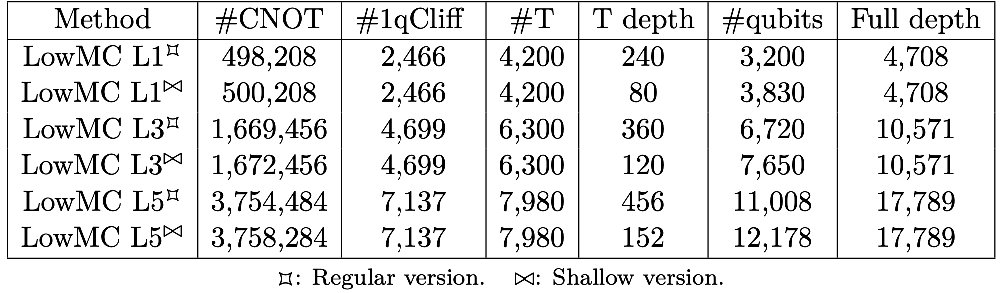 Method #CNOT #1qCliff #T T depth #qubits Full depth
LowMC L1¤ 498,208 2,466 4,200 240 3,200 4,708
LowMC L1⋈ 500,208 2,466 4,200 80 3,830 4,708
LowMC L3¤ 1,669,456 4,699 6,300 360 6,720 10,571
LowMC L3⋈ 1,672,456 4,699 6,300 120 7,650 10,571
LowMC L5¤ 3,754,484 7,137 7,980 456 11,008 17,789
LowMC L5⋈ 3,758,284 7,137 7,980 152 12,178 17,789
¤: Regular version. ⋈: Shallow version.